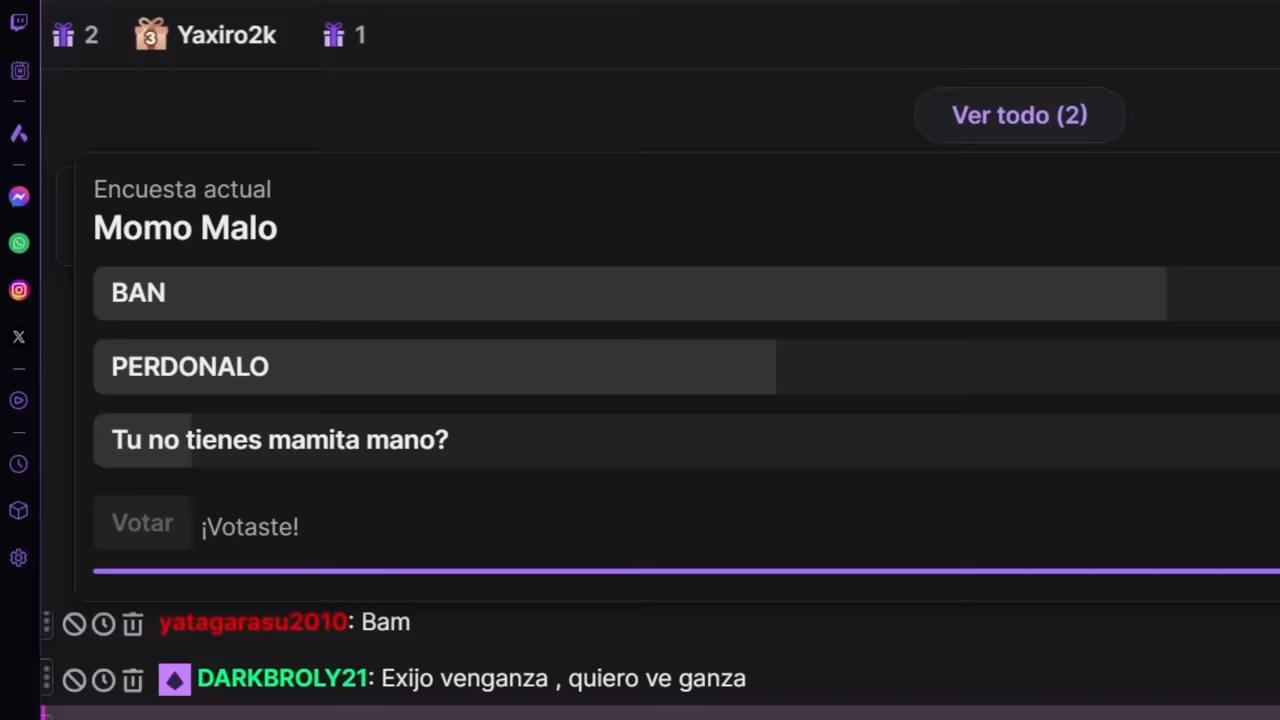 2 3 Yaxiro2k 1
Ver todo (2)
Encuesta actual
Momo Malo
BAN
PERDONALO
Tu no tienes mamita mano?
Votar ¡Votaste!
yatagarasu2010: Bam
DARKBROLY21: Exijo venganza , quiero ve ganza